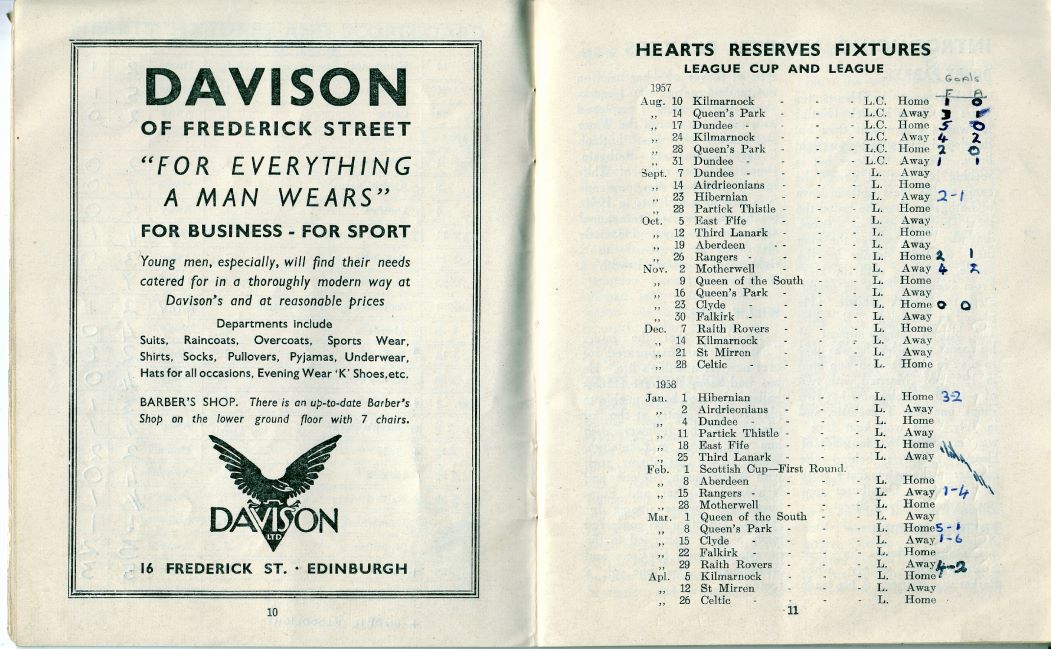 DAVISON
OF FREDERICK STREET
"FOR EVERYTHING
A MAN WEARS"
FOR BUSINESS - FOR SPORT
Young men, especially, will find their needs
catered for in a thoroughly modern way at
Davison's and at reasonable prices
Departments include
Suits, Raincoats, Overcoats, Sports Wear,
Shirts, Socks, Pullovers, Pyjamas, Underwear,
Hats for all occasions, Evening Wear 'K' Shoes, etc.
BARBER'S SHOP. There is an up-to-date Barber's
Shop on the lower ground floor with 7 chairs.
DAVISON
LTD
16 FREDERICK ST. · EDINBURGH
10
HEARTS RESERVES FIXTURES
LEAGUE CUP AND LEAGUE
Goals
1957 F A
Aug. 10 Kilmarnock - - - L.C. Home 1 0
,, 14 Queen's Park - - - L.C. Away 3
,, 17 Dundee - - - - L.C. Home 5 0
,, 24 Kilmarnock - - - L.C. Away 4 2
,, 28 Queen's Park - - - L.C. Home 2 0
,, 31 Dundee - - - - L.C. Away 1 1
Sept. 7 Dundee - - - - L. Away
,, 14 Airdrieonians - - - L. Home
,, 23 Hibernian - - - L. Away 2-1
,, 28 Partick Thistle - - - L. Home
Oct. 5 East Fife - - - L. Away
,, 12 Third Lanark - - - L. Home
,, 19 Aberdeen - - - L. Away
,, 26 Rangers - - - - L. Home 2 1
Nov. 2 Motherwell - - - L. Away 4 2
,, 9 Queen of the South - - L. Home
,, 16 Queen's Park - - - L. Away
,, 23 Clyde - - - - L. Home 0 0
,, 30 Falkirk - - - - L. Away
Dec. 7 Raith Rovers - - - L. Home
,, 14 Kilmarnock - - - L. Away
,, 21 St Mirren - - - L. Away
,, 28 Celtic - - - - L. Home
1958
Jan. 1 Hibernian - - - L. Home 3-2
,, 2 Airdrieonians - - - L. Away
,, 4 Dundee - - - - L. Home
,, 11 Partick Thistle - - - L. Away
,, 18 East Fife - - - L. Home
,, 25 Third Lanark - - - L. Away
Feb. 1 Scottish Cup—First Round.
,, 8 Aberdeen - - - L. Home
,, 15 Rangers - - - - L. Away 1-4
,, 28 Motherwell - - - L. Home
Mar. 1 Queen of the South - - L. Away
,, 8 Queen's Park - - - L. Home 5-1
,, 15 Clyde - - - - L. Away 1-6
,, 22 Falkirk - - - - L. Home
,, 29 Raith Rovers - - - L. Away 4-2
Apl. 5 Kilmarnock - - - L. Home
,, 12 St Mirren - - - L. Away
,, 26 Celtic - - - - L. Home
11